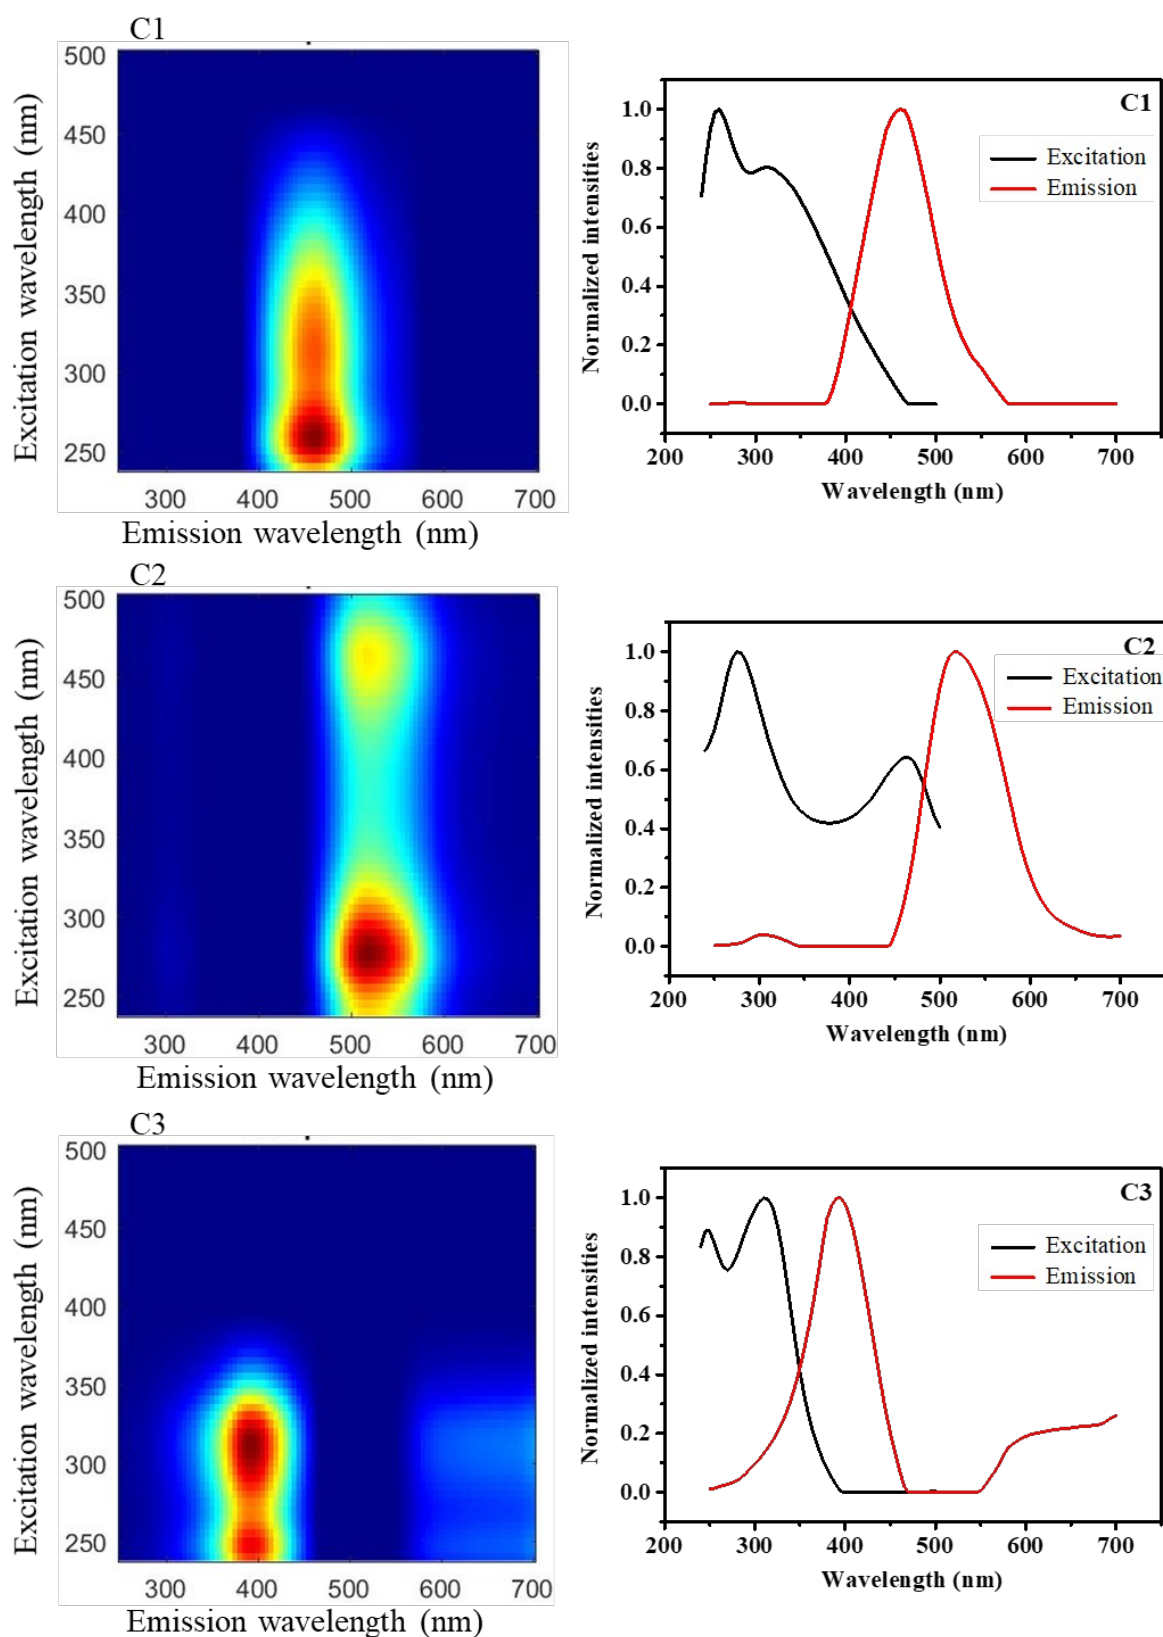 C1
Excitation wavelength (nm)
500
450
400
350
300
250
300 400 500 600 700
Emission wavelength (nm)
C1
Normalized intensities
1.0
0.8
0.6
0.4
0.2
0.0
Excitation
Emission
200 300 400 500 600 700
Wavelength (nm)
C2
Excitation wavelength (nm)
500
450
400
350
300
250
300 400 500 600 700
Emission wavelength (nm)
C2
Normalized intensities
1.0
0.8
0.6
0.4
0.2
0.0
Excitation
Emission
200 300 400 500 600 700
Wavelength (nm)
C3
Excitation wavelength (nm)
500
450
400
350
300
250
300 400 500 600 700
Emission wavelength (nm)
C3
Normalized intensities
1.0
0.8
0.6
0.4
0.2
0.0
Excitation
Emission
200 300 400 500 600 700
Wavelength (nm)